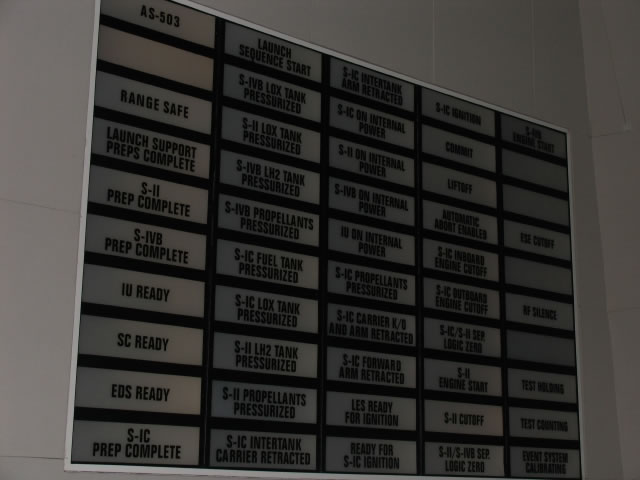 AS-503
RANGE SAFE
LAUNCH SUPPORT
PREPS COMPLETE
S-II
PREP COMPLETE
S-IVB
PREP COMPLETE
IU READY
SC READY
EDS READY
S-IC
PREP COMPLETE
LAUNCH
SEQUENCE START
S-IVB LOX TANK
PRESSURIZED
S-II LOX TANK
PRESSURIZED
S-IVB LH2 TANK
PRESSURIZED
S-IVB PROPELLANTS
PRESSURIZED
S-IC FUEL TANK
PRESSURIZED
S-IC LOX TANK
PRESSURIZED
S-II LH2 TANK
PRESSURIZED
S-II PROPELLANTS
PRESSURIZED
S-IC INTERTANK
CARRIER RETRACTED
S-IC INTERTANK
ARM RETRACTED
S-IC ON INTERNAL
POWER
S-II ON INTERNAL
POWER
S-IVB ON INTERNAL
POWER
IU ON INTERNAL
POWER
S-IC PROPELLANTS
PRESSURIZED
S-IC CARRIER K/O
AND ARM RETRACTED
S-IC FORWARD
ARM RETRACTED
LES READY
FOR IGNITION
READY FOR
S-IC IGNITION
S-IC IGNITION
COMMIT
LIFTOFF
AUTOMATIC
ABORT ENABLED
S-IC INBOARD
ENGINE CUTOFF
S-IC OUTBOARD
ENGINE CUTOFF
S-IC/S-II SEP.
LOGIC ZERO
S-II
ENGINE START
S-II CUTOFF
S-II/S-IVB SEP.
LOGIC ZERO
S-IVB
ENGINE START
ESE CUTOFF
RF SILENCE
TEST HOLDING
TEST COUNTING
EVENT SYSTEM
CALIBRATING